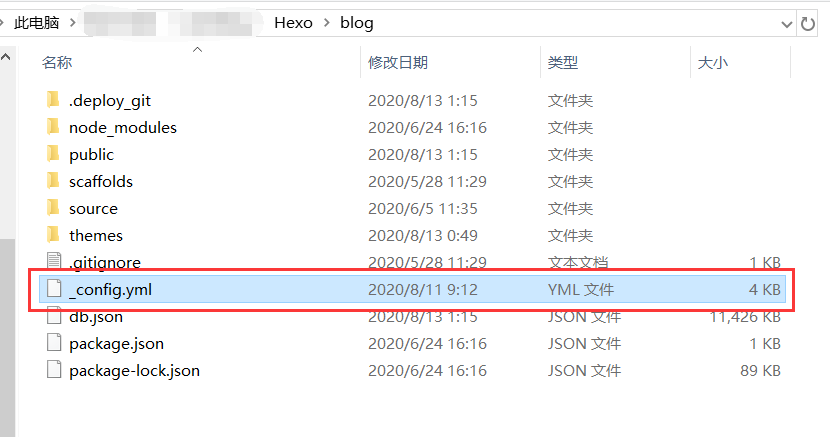 此电脑 Hexo blog
名称 修改日期 类型 大小
.deploy_git 2020/8/13 1:15 文件夹
node_modules 2020/6/24 16:16 文件夹
public 2020/8/13 1:15 文件夹
scaffolds 2020/5/28 11:29 文件夹
source 2020/6/5 11:35 文件夹
themes 2020/8/13 0:49 文件夹
.gitignore 2020/5/28 11:29 文本文档 1 KB
_config.yml 2020/8/11 9:12 YML 文件 4 KB
db.json 2020/8/13 1:15 JSON 文件 11,426 KB
package.json 2020/6/24 16:16 JSON 文件 1 KB
package-lock.json 2020/6/24 16:16 JSON 文件 89 KB